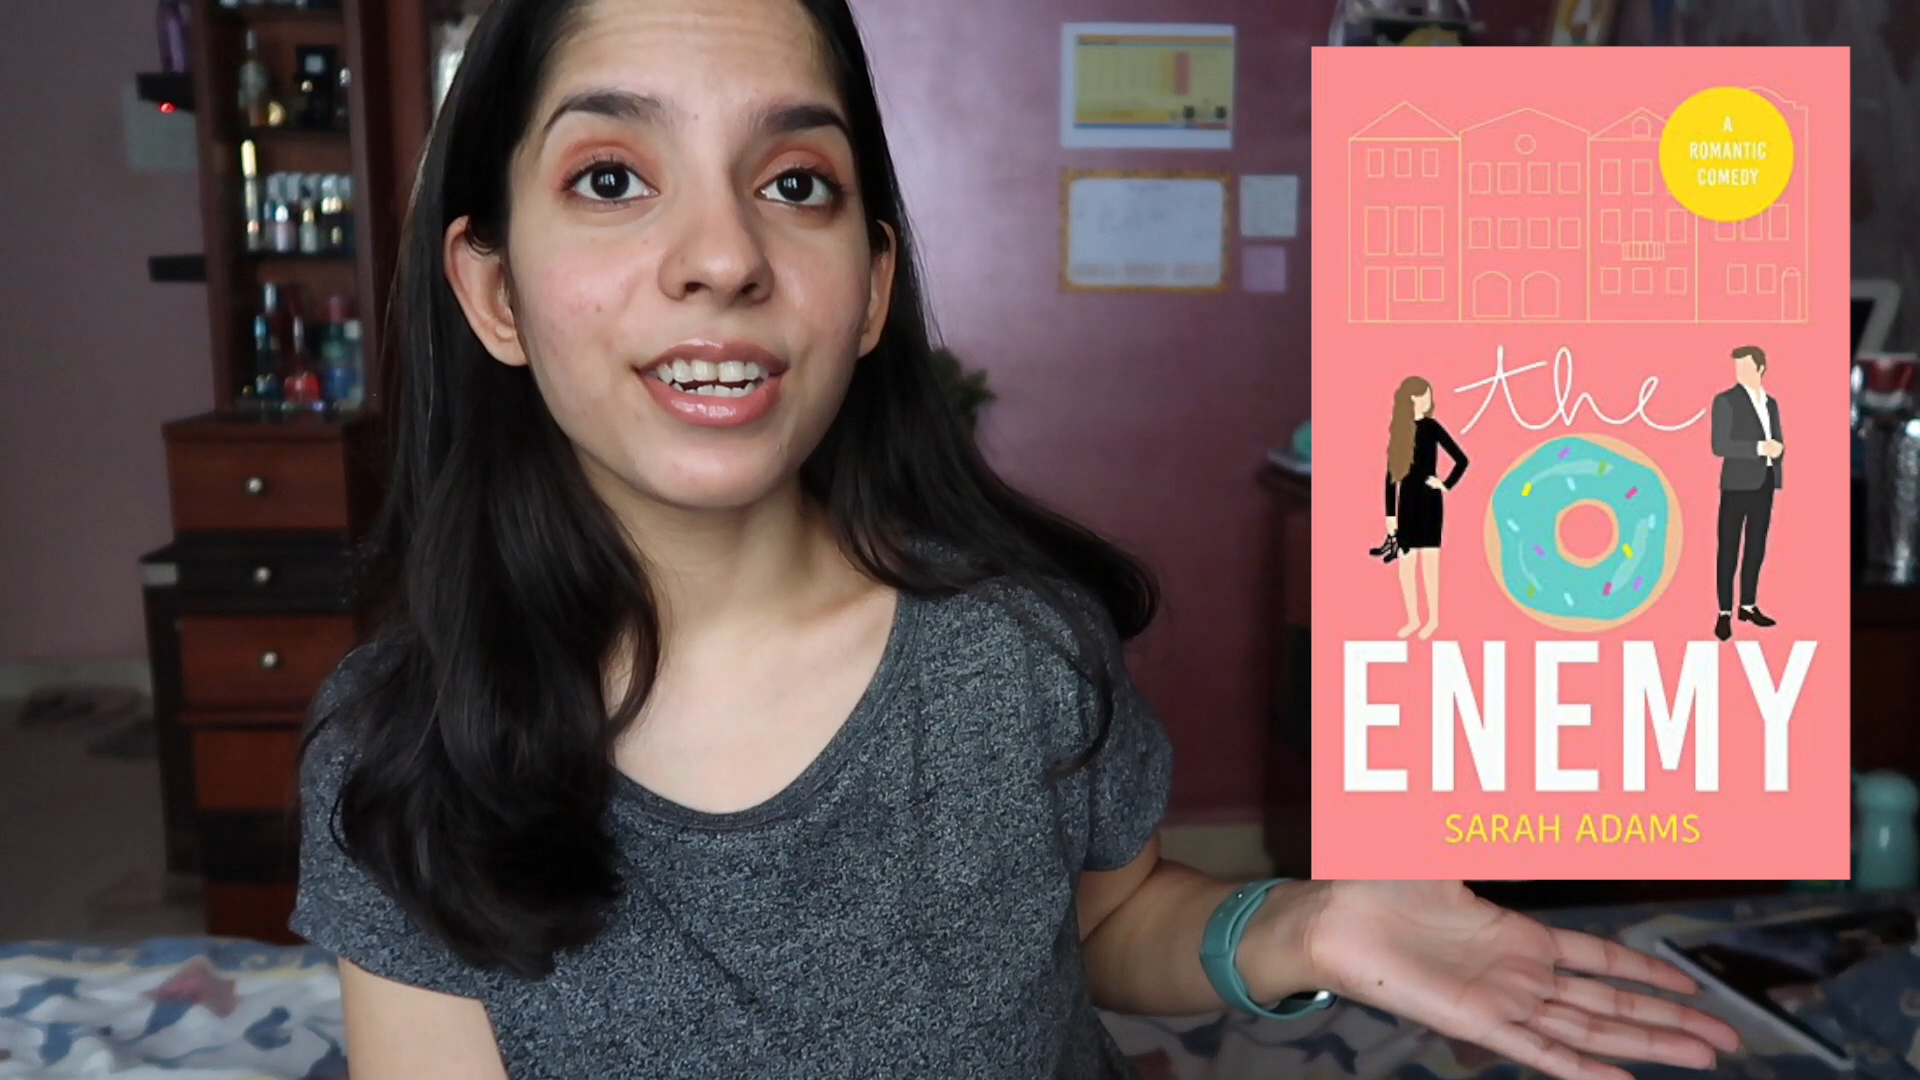 A
ROMANTIC
COMEDY
the
ENEMY
SARAH ADAMS